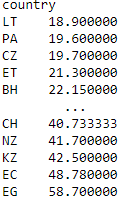 country
LT 18.900000
PA 19.600000
CZ 19.700000
ET 21.300000
BH 22.150000
...
CH 40.733333
NZ 41.700000
KZ 42.500000
EC 48.780000
EG 58.700000